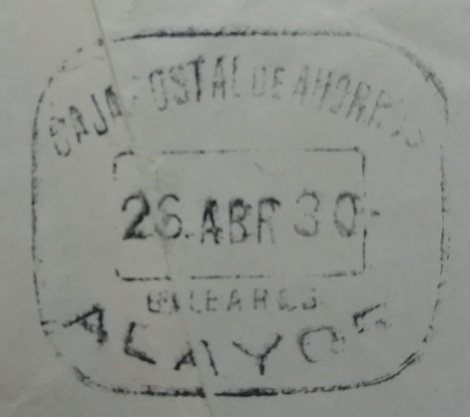 CAJA POSTAL DE AHORROS
26 ABR 30
BALEARES
ALAYOR